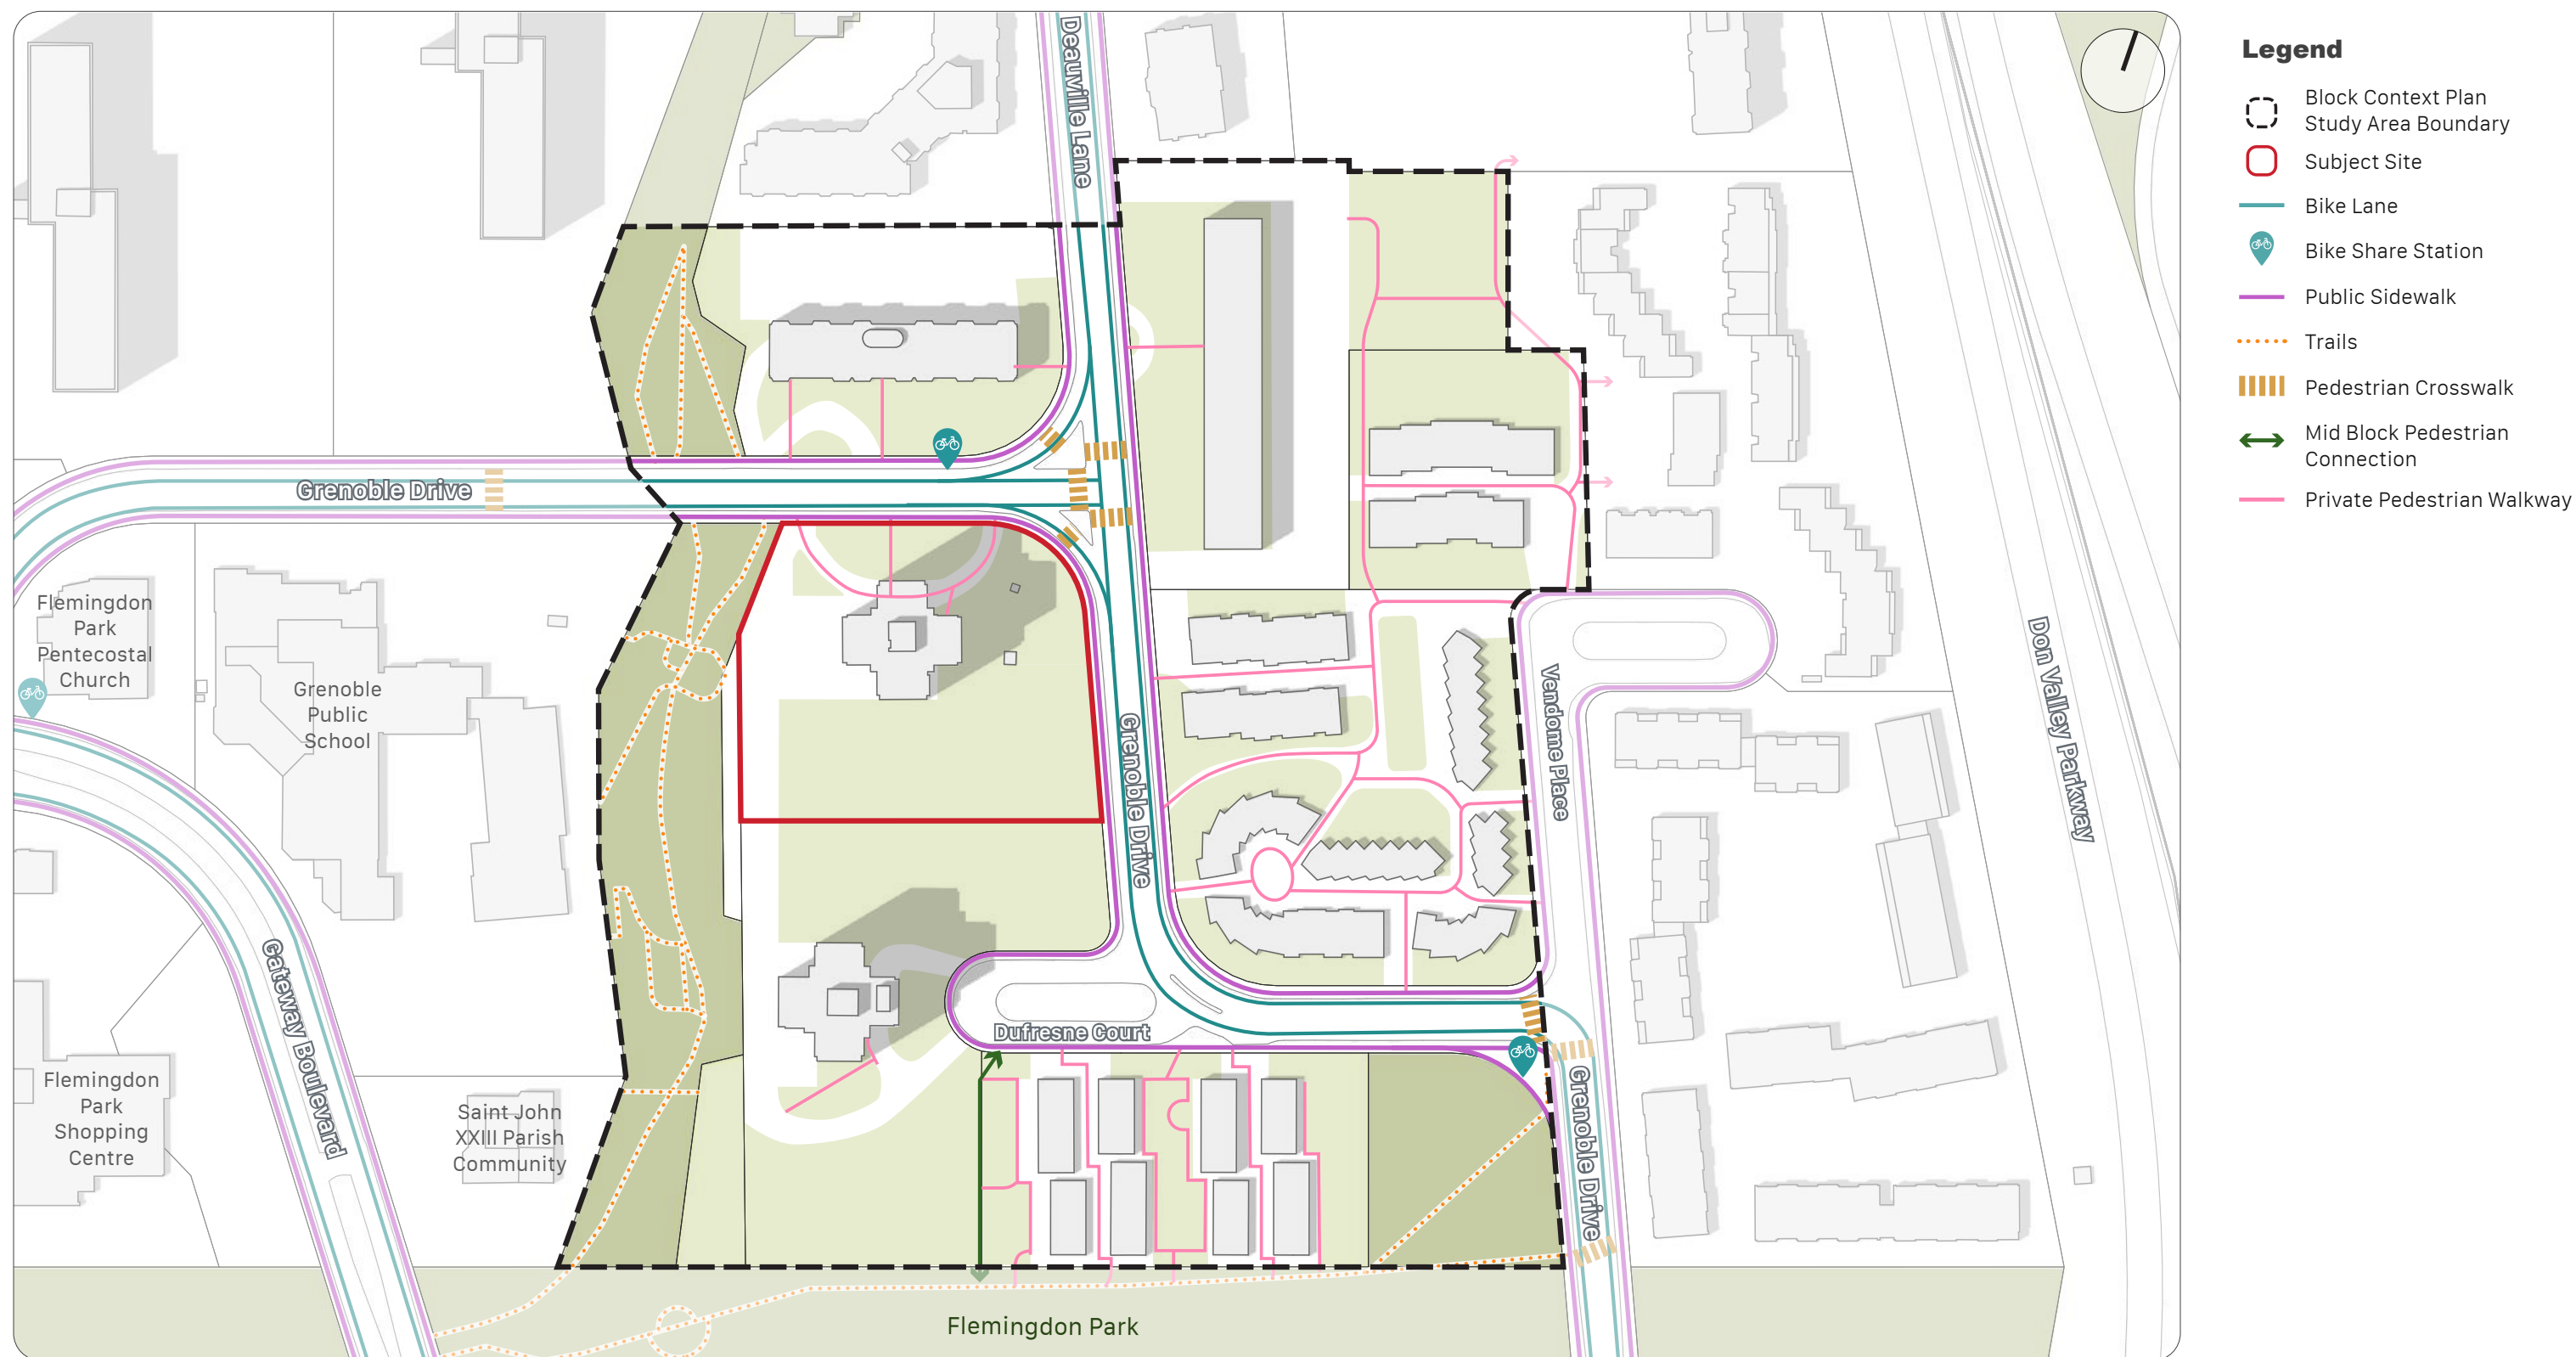 Deauville Lane
Grenoble Drive
Flemingdon
Park
Pentecostal
Church
Grenoble
Public
School
Grenoble Drive
Vendome Place
Don Valley Parkway
Gateway Boulevard
Dufresne Court
Flemingdon
Park
Shopping
Centre
Saint John
XXIII Parish
Community
Grenoble Drive
Flemingdon Park
Legend
Block Context Plan
Study Area Boundary
Subject Site
Bike Lane
Bike Share Station
Public Sidewalk
Trails
Pedestrian Crosswalk
Mid Block Pedestrian
Connection
Private Pedestrian Walkway